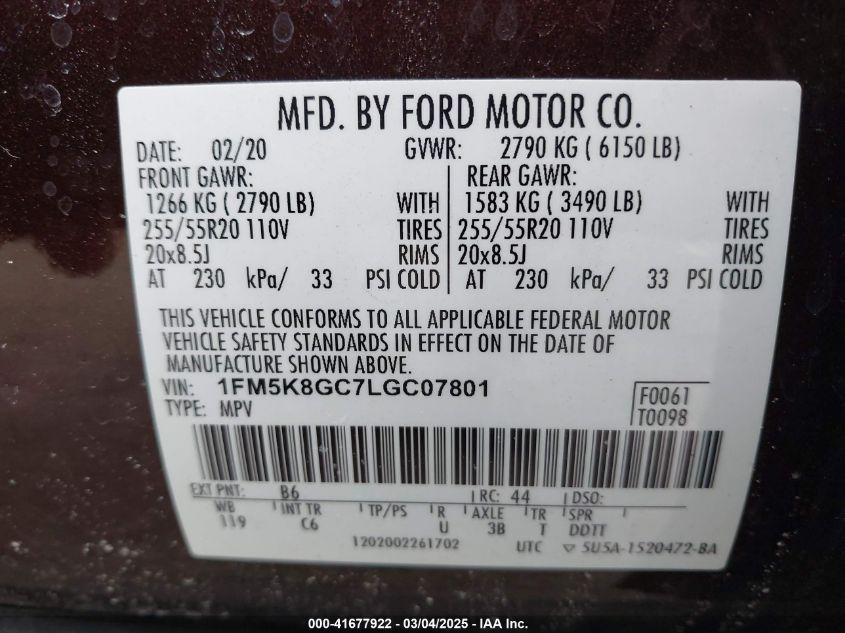 MFD. BY FORD MOTOR CO.
DATE: 02/20 GVWR: 2790 KG ( 6150 LB)
FRONT GAWR: REAR GAWR:
1266 KG ( 2790 LB) WITH 1583 KG ( 3490 LB) WITH
255/55R20 110V TIRES 255/55R20 110V TIRES
20x8.5J RIMS 20x8.5J RIMS
AT 230 kPa/ 33 PSI COLD AT 230 kPa/ 33 PSI COLD
THIS VEHICLE CONFORMS TO ALL APPLICABLE FEDERAL MOTOR
VEHICLE SAFETY STANDARDS IN EFFECT ON THE DATE OF
MANUFACTURE SHOWN ABOVE.
VIN: 1FM5K8GC7LGC07801 F0061
TYPE: MPV T0098
EXT PNT: B6 RC: 44 DSO:
WB INT TR TP/PS R AXLE TR SPR
119 C6 U 3B T DDTT
1202002261702 UTC ▽ 5U5A-1520472-BA
000-41677922 - 03/04/2025 - IAA Inc.